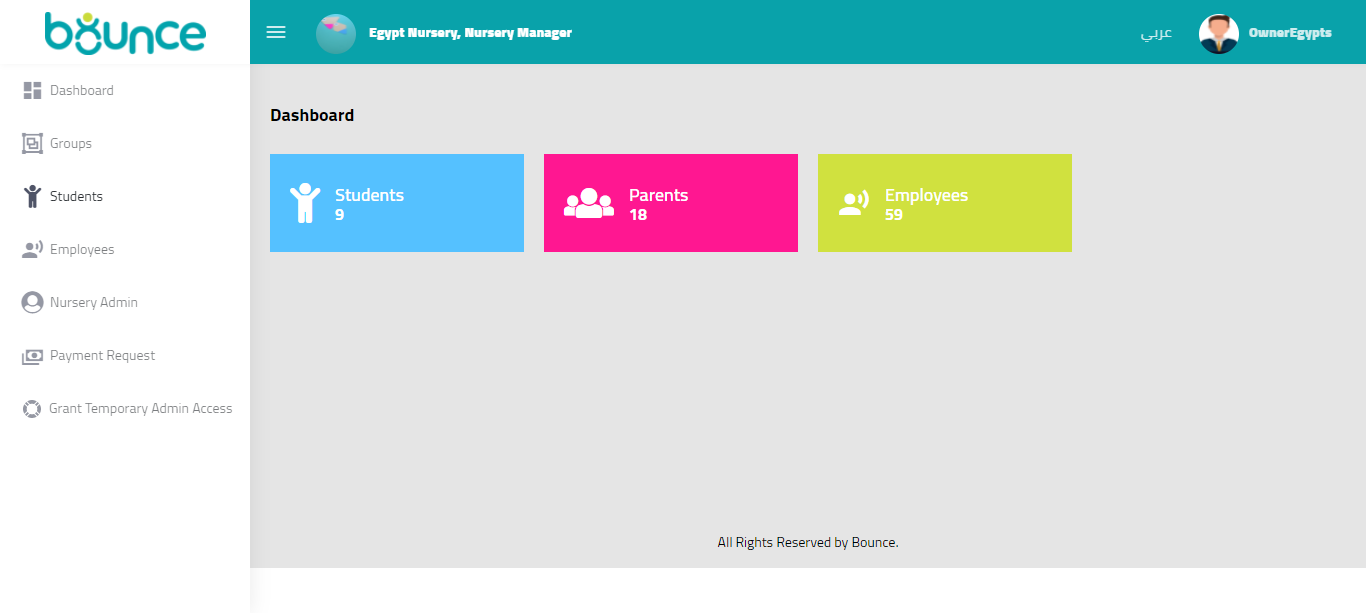 bounce
Egypt Nursery, Nursery Manager
عربي
OwnerEgypts
Dashboard
Groups
Students
Employees
Nursery Admin
Payment Request
Grant Temporary Admin Access
Dashboard
Students
9
Parents
18
Employees
59
All Rights Reserved by Bounce.